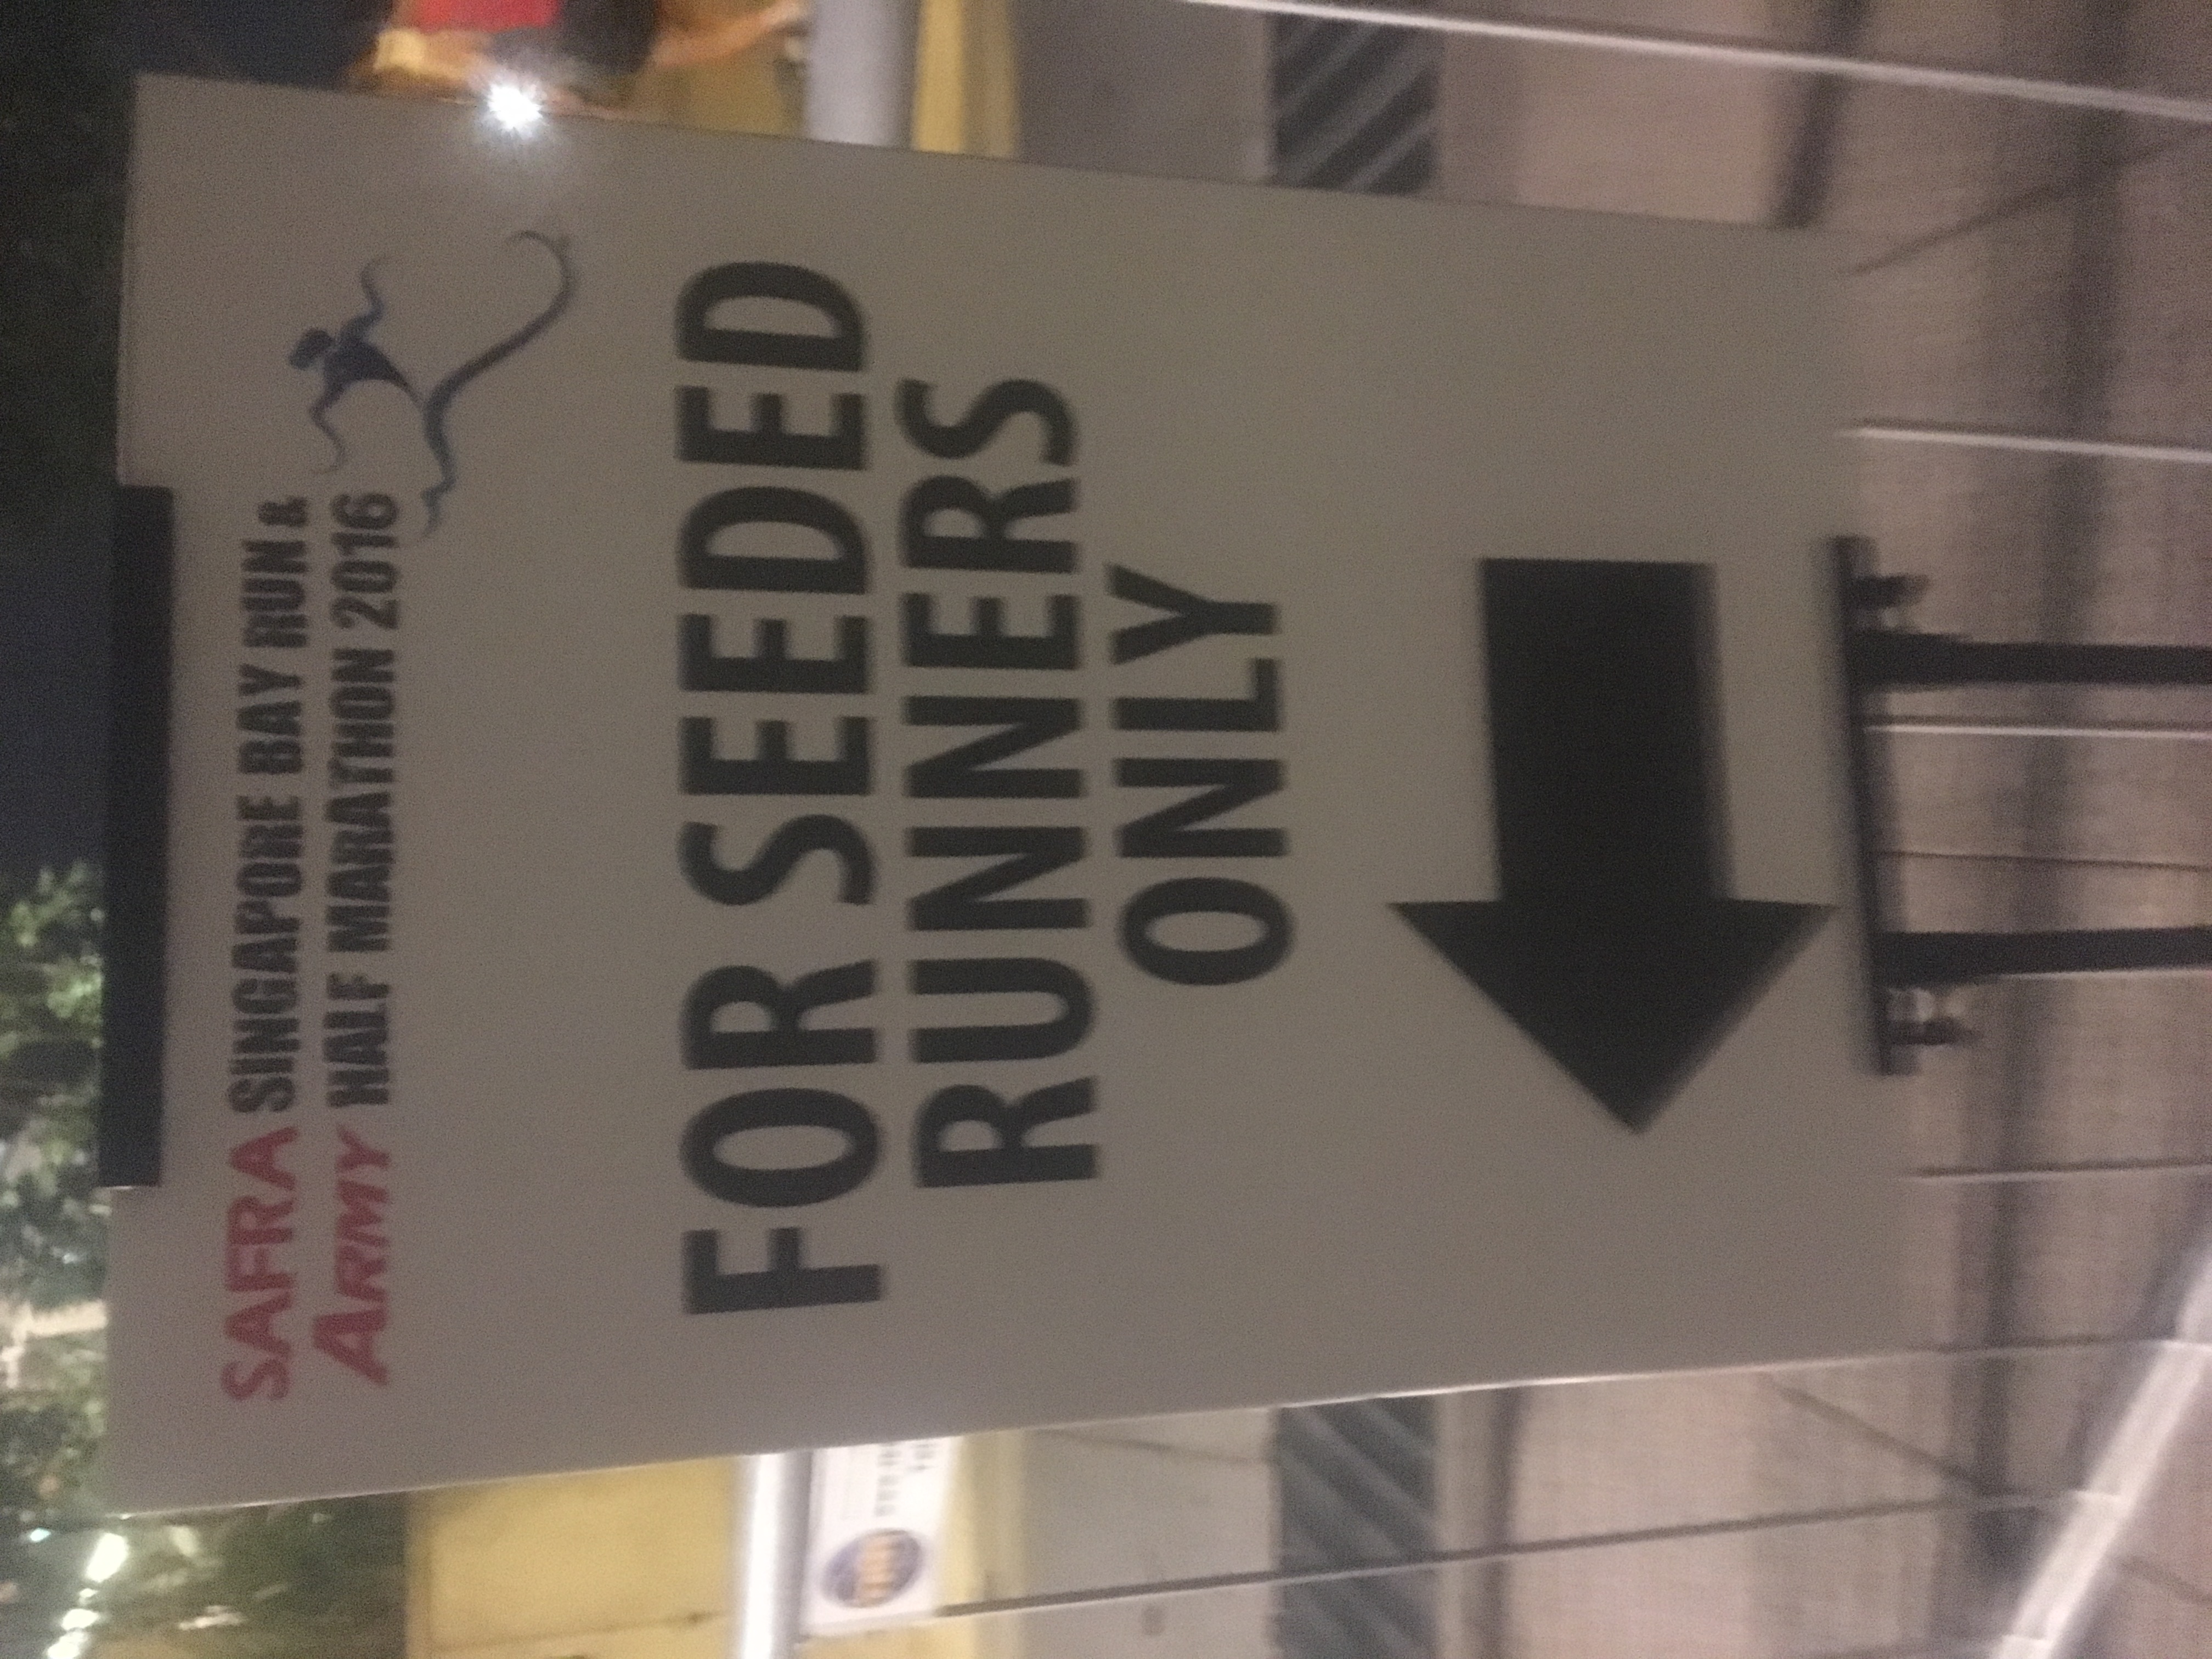 SAFRA SINGAPORE BAY RUN &
ARMY HALF MARATHON 2016
FOR SEEDED
RUNNERS
ONLY